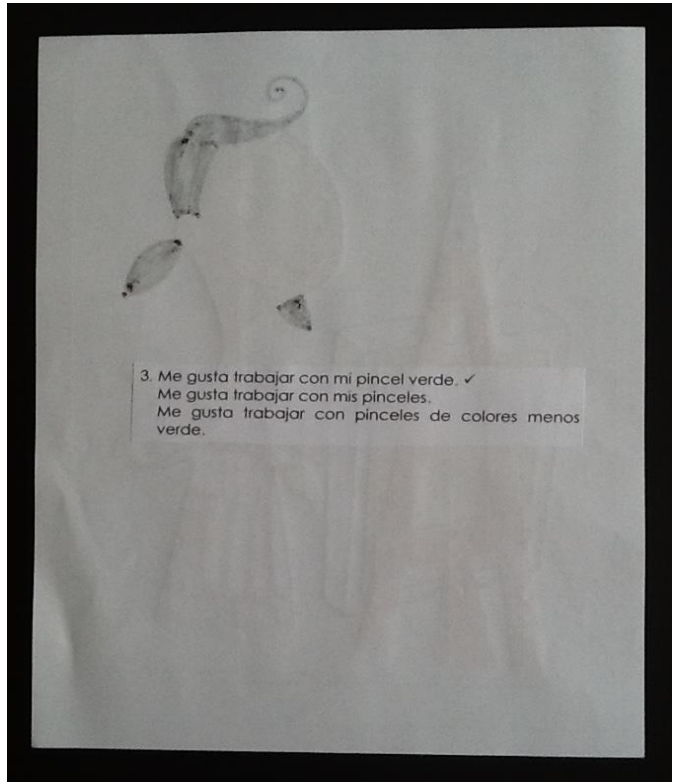 3. Me gusta trabajar con mi pincel verde. ✓
Me gusta trabajar con mis pinceles.
Me gusta trabajar con pinceles de colores menos
verde.